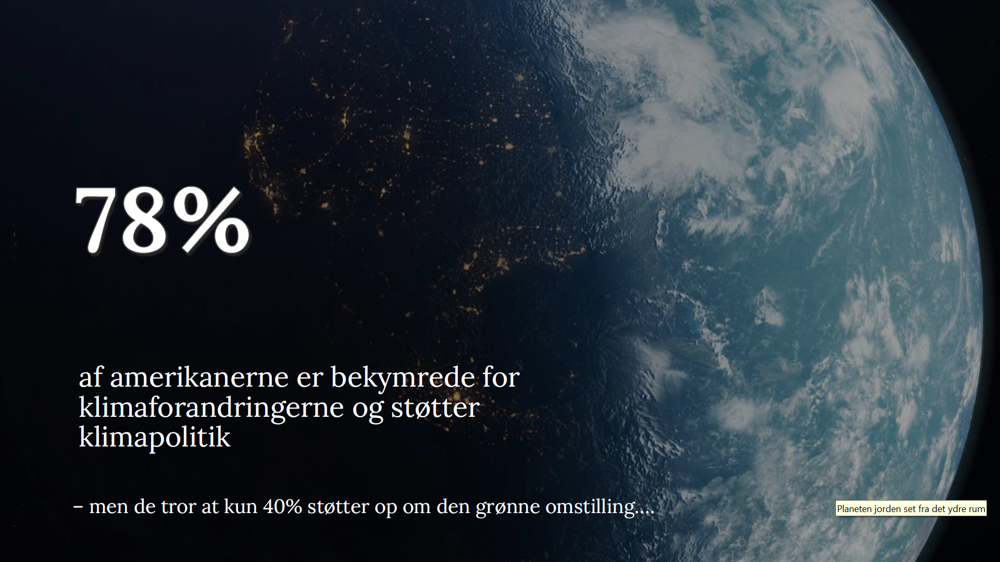 78%
af amerikanerne er bekymrede for
klimaforandringerne og støtter
klimapolitik
– men de tror at kun 40% støtter op om den grønne omstilling....
Planeten jorden set fra det ydre rum